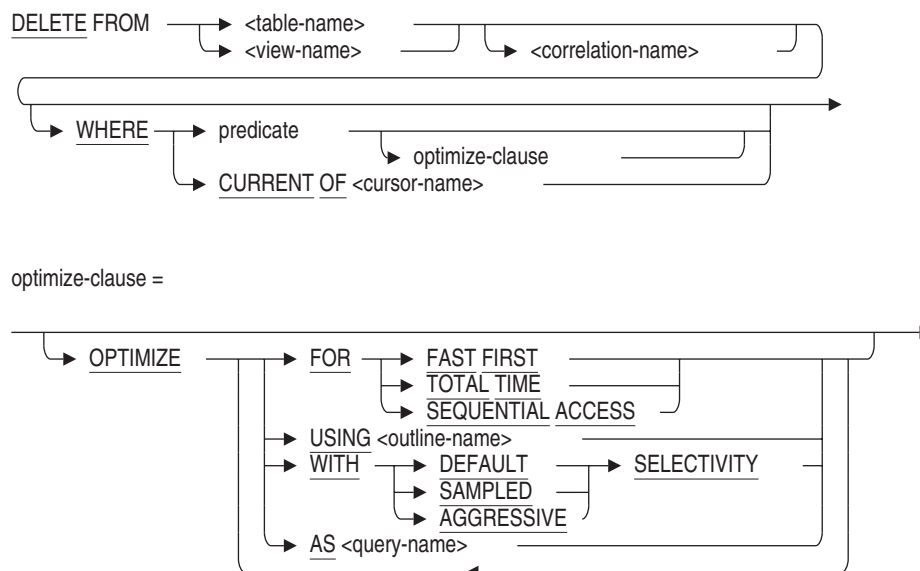 DELETE FROM <table-name>
<view-name> <correlation-name>
WHERE predicate
optimize-clause
CURRENT OF <cursor-name>
optimize-clause =
OPTIMIZE FOR FAST FIRST
TOTAL TIME
SEQUENTIAL ACCESS
USING <outline-name>
WITH DEFAULT SELECTIVITY
SAMPLED
AGGRESSIVE
AS <query-name>